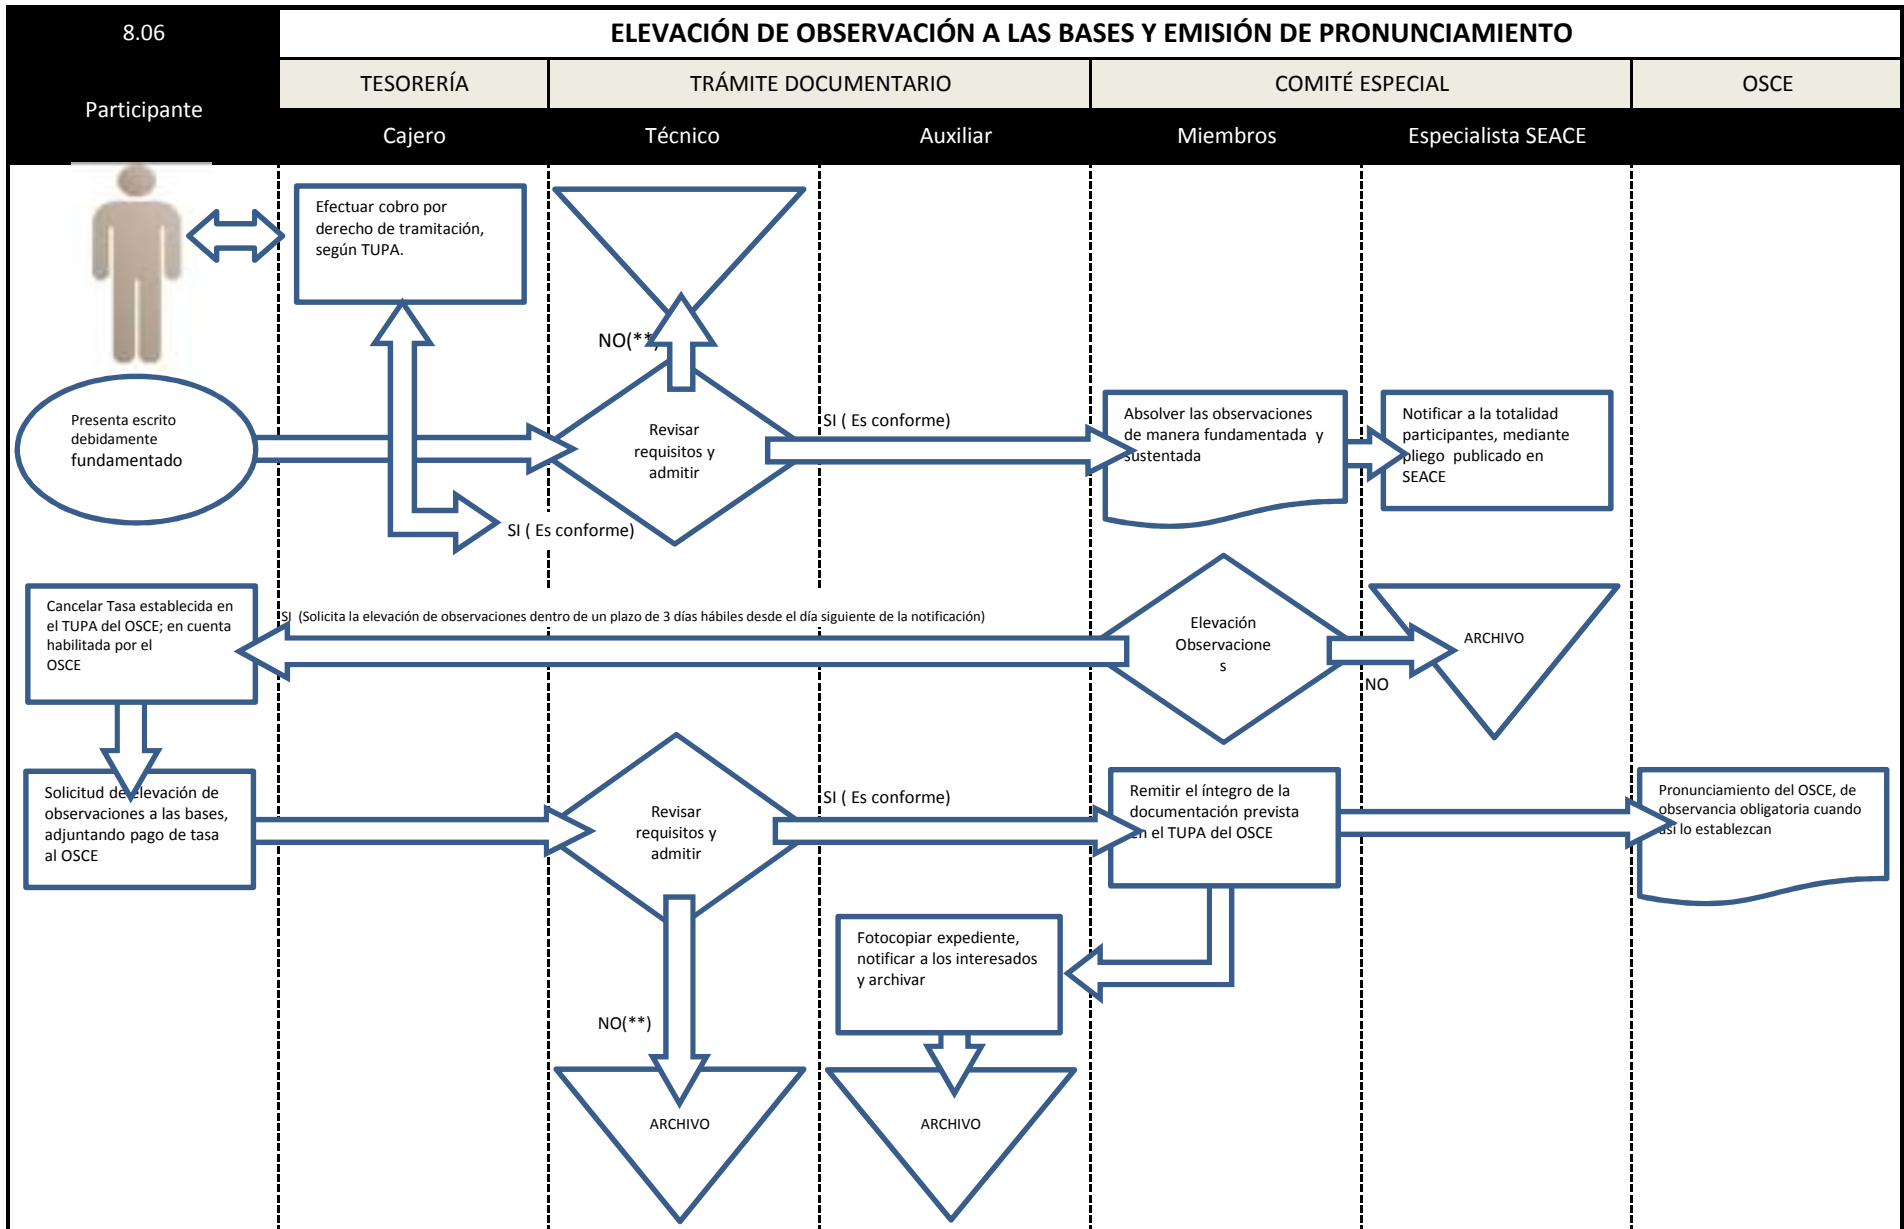 8.06
ELEVACIÓN DE OBSERVACIÓN A LAS BASES Y EMISIÓN DE PRONUNCIAMIENTO
Participante
TESORERÍA
TRÁMITE DOCUMENTARIO
COMITÉ ESPECIAL
OSCE
Cajero
Técnico
Auxiliar
Miembros
Especialista SEACE
Efectuar cobro por
derecho de tramitación,
según TUPA.
NO(**)
Presenta escrito
debidamente
fundamentado
Revisar
requisitos y
admitir
SI ( Es conforme)
Absolver las observaciones
de manera fundamentada y
sustentada
Notificar a la totalidad
participantes, mediante
pliego publicado en
SEACE
SI ( Es conforme)
Cancelar Tasa establecida en
el TUPA del OSCE; en cuenta
habilitada por el
OSCE
SI (Solicita la elevación de observaciones dentro de un plazo de 3 días hábiles desde el día siguiente de la notificación)
Elevación
Observacione
s
NO
ARCHIVO
Solicitud de elevación de
observaciones a las bases,
adjuntando pago de tasa
al OSCE
Revisar
requisitos y
admitir
SI ( Es conforme)
Remitir el íntegro de la
documentación prevista
en el TUPA del OSCE
Pronunciamiento del OSCE, de
observancia obligatoria cuando
así lo establezcan
Fotocopiar expediente,
notificar a los interesados
y archivar
NO(**)
ARCHIVO
ARCHIVO